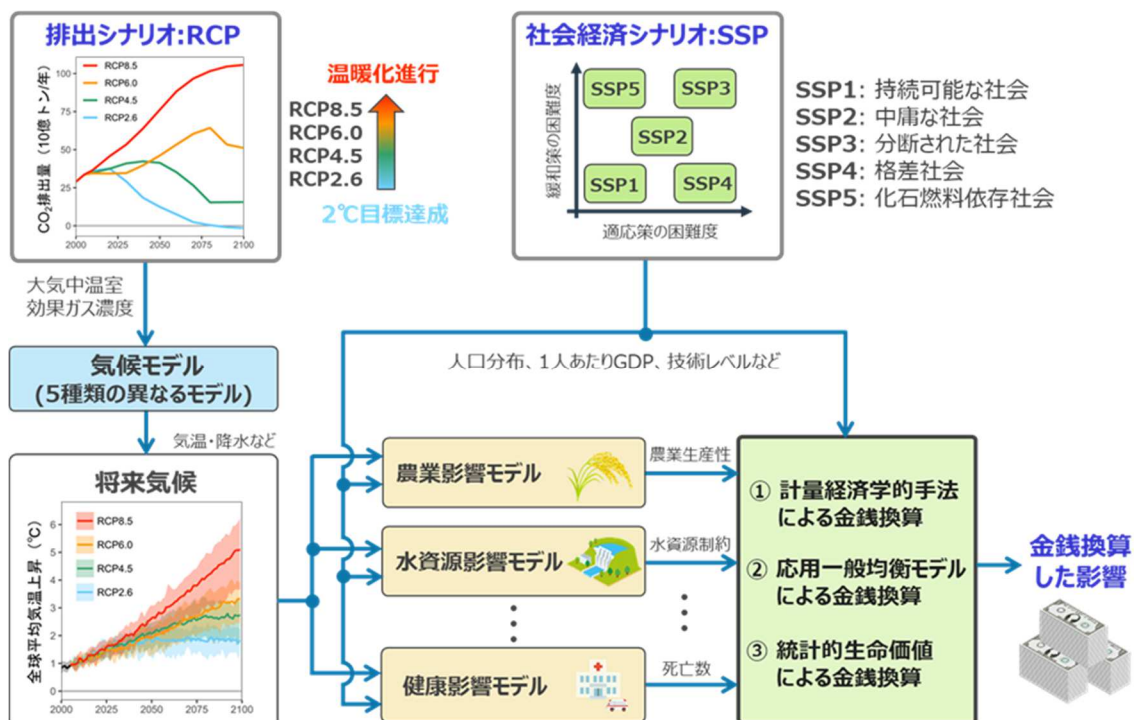 排出シナリオ:RCP
RCP8.5
RCP6.0
RCP4.5
RCP2.6
CO₂排出量（10億トン/年）
100
75
50
25
0
2000 2025 2050 2075 2100
温暖化進行
RCP8.5
RCP6.0
RCP4.5
RCP2.6
2℃目標達成
社会経済シナリオ:SSP
緩和策の困難度
SSP5
SSP3
SSP2
SSP1
SSP4
適応策の困難度
SSP1: 持続可能な社会
SSP2: 中庸な社会
SSP3: 分断された社会
SSP4: 格差社会
SSP5: 化石燃料依存社会
大気中温室
効果ガス濃度
気候モデル
(5種類の異なるモデル)
気温・降水など
人口分布、1人あたりGDP、技術レベルなど
将来気候
RCP8.5
RCP6.0
RCP4.5
RCP2.6
全球平均気温上昇（℃）
6
5
4
3
2
1
0
2000 2025 2050 2075 2100
農業影響モデル
農業生産性
水資源影響モデル
水資源制約
健康影響モデル
死亡数
① 計量経済学的手法
による金銭換算
② 応用一般均衡モデル
による金銭換算
③ 統計的生命価値
による金銭換算
金銭換算
した影響